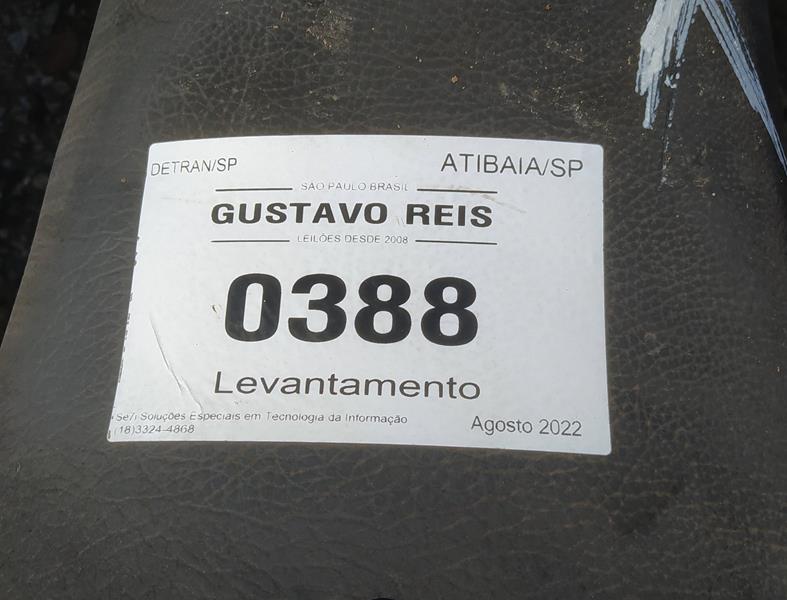 DETRAN/SP
ATIBAIA/SP
SÃO PAULO BRASIL
GUSTAVO REIS
LEILÕES DESDE 2008
0388
Levantamento
Se7i Soluções Especiais em Tecnologia da Informação
(18)3324-4868
Agosto 2022